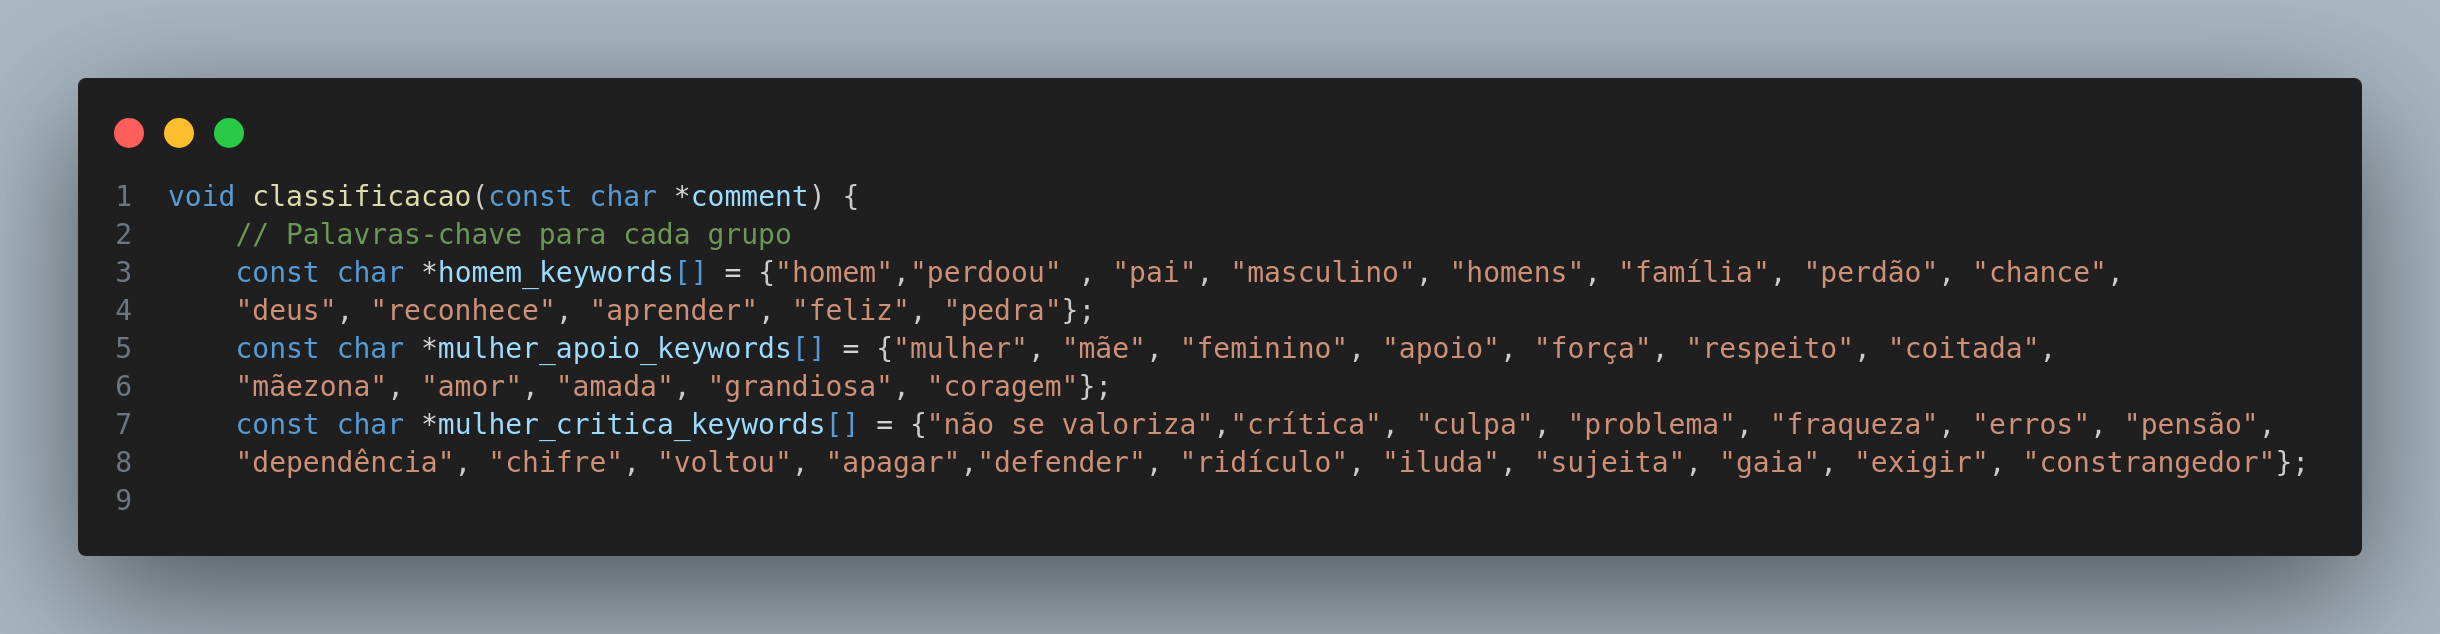 1 void classificacao(const char *comment) {
2     // Palavras-chave para cada grupo
3     const char *homem_keywords[] = {"homem","perdoou" , "pai", "masculino", "homens", "família", "perdão", "chance",
4     "deus", "reconhece", "aprender", "feliz", "pedra"};
5     const char *mulher_apoio_keywords[] = {"mulher", "mãe", "feminino", "apoio", "força", "respeito", "coitada",
6     "mãezona", "amor", "amada", "grandiosa", "coragem"};
7     const char *mulher_critica_keywords[] = {"não se valoriza","crítica", "culpa", "problema", "fraqueza", "erros", "pensão",
8     "dependência", "chifre", "voltou", "apagar","defender", "ridículo", "iluda", "sujeita", "gaia", "exigir", "constrangedor"};
9